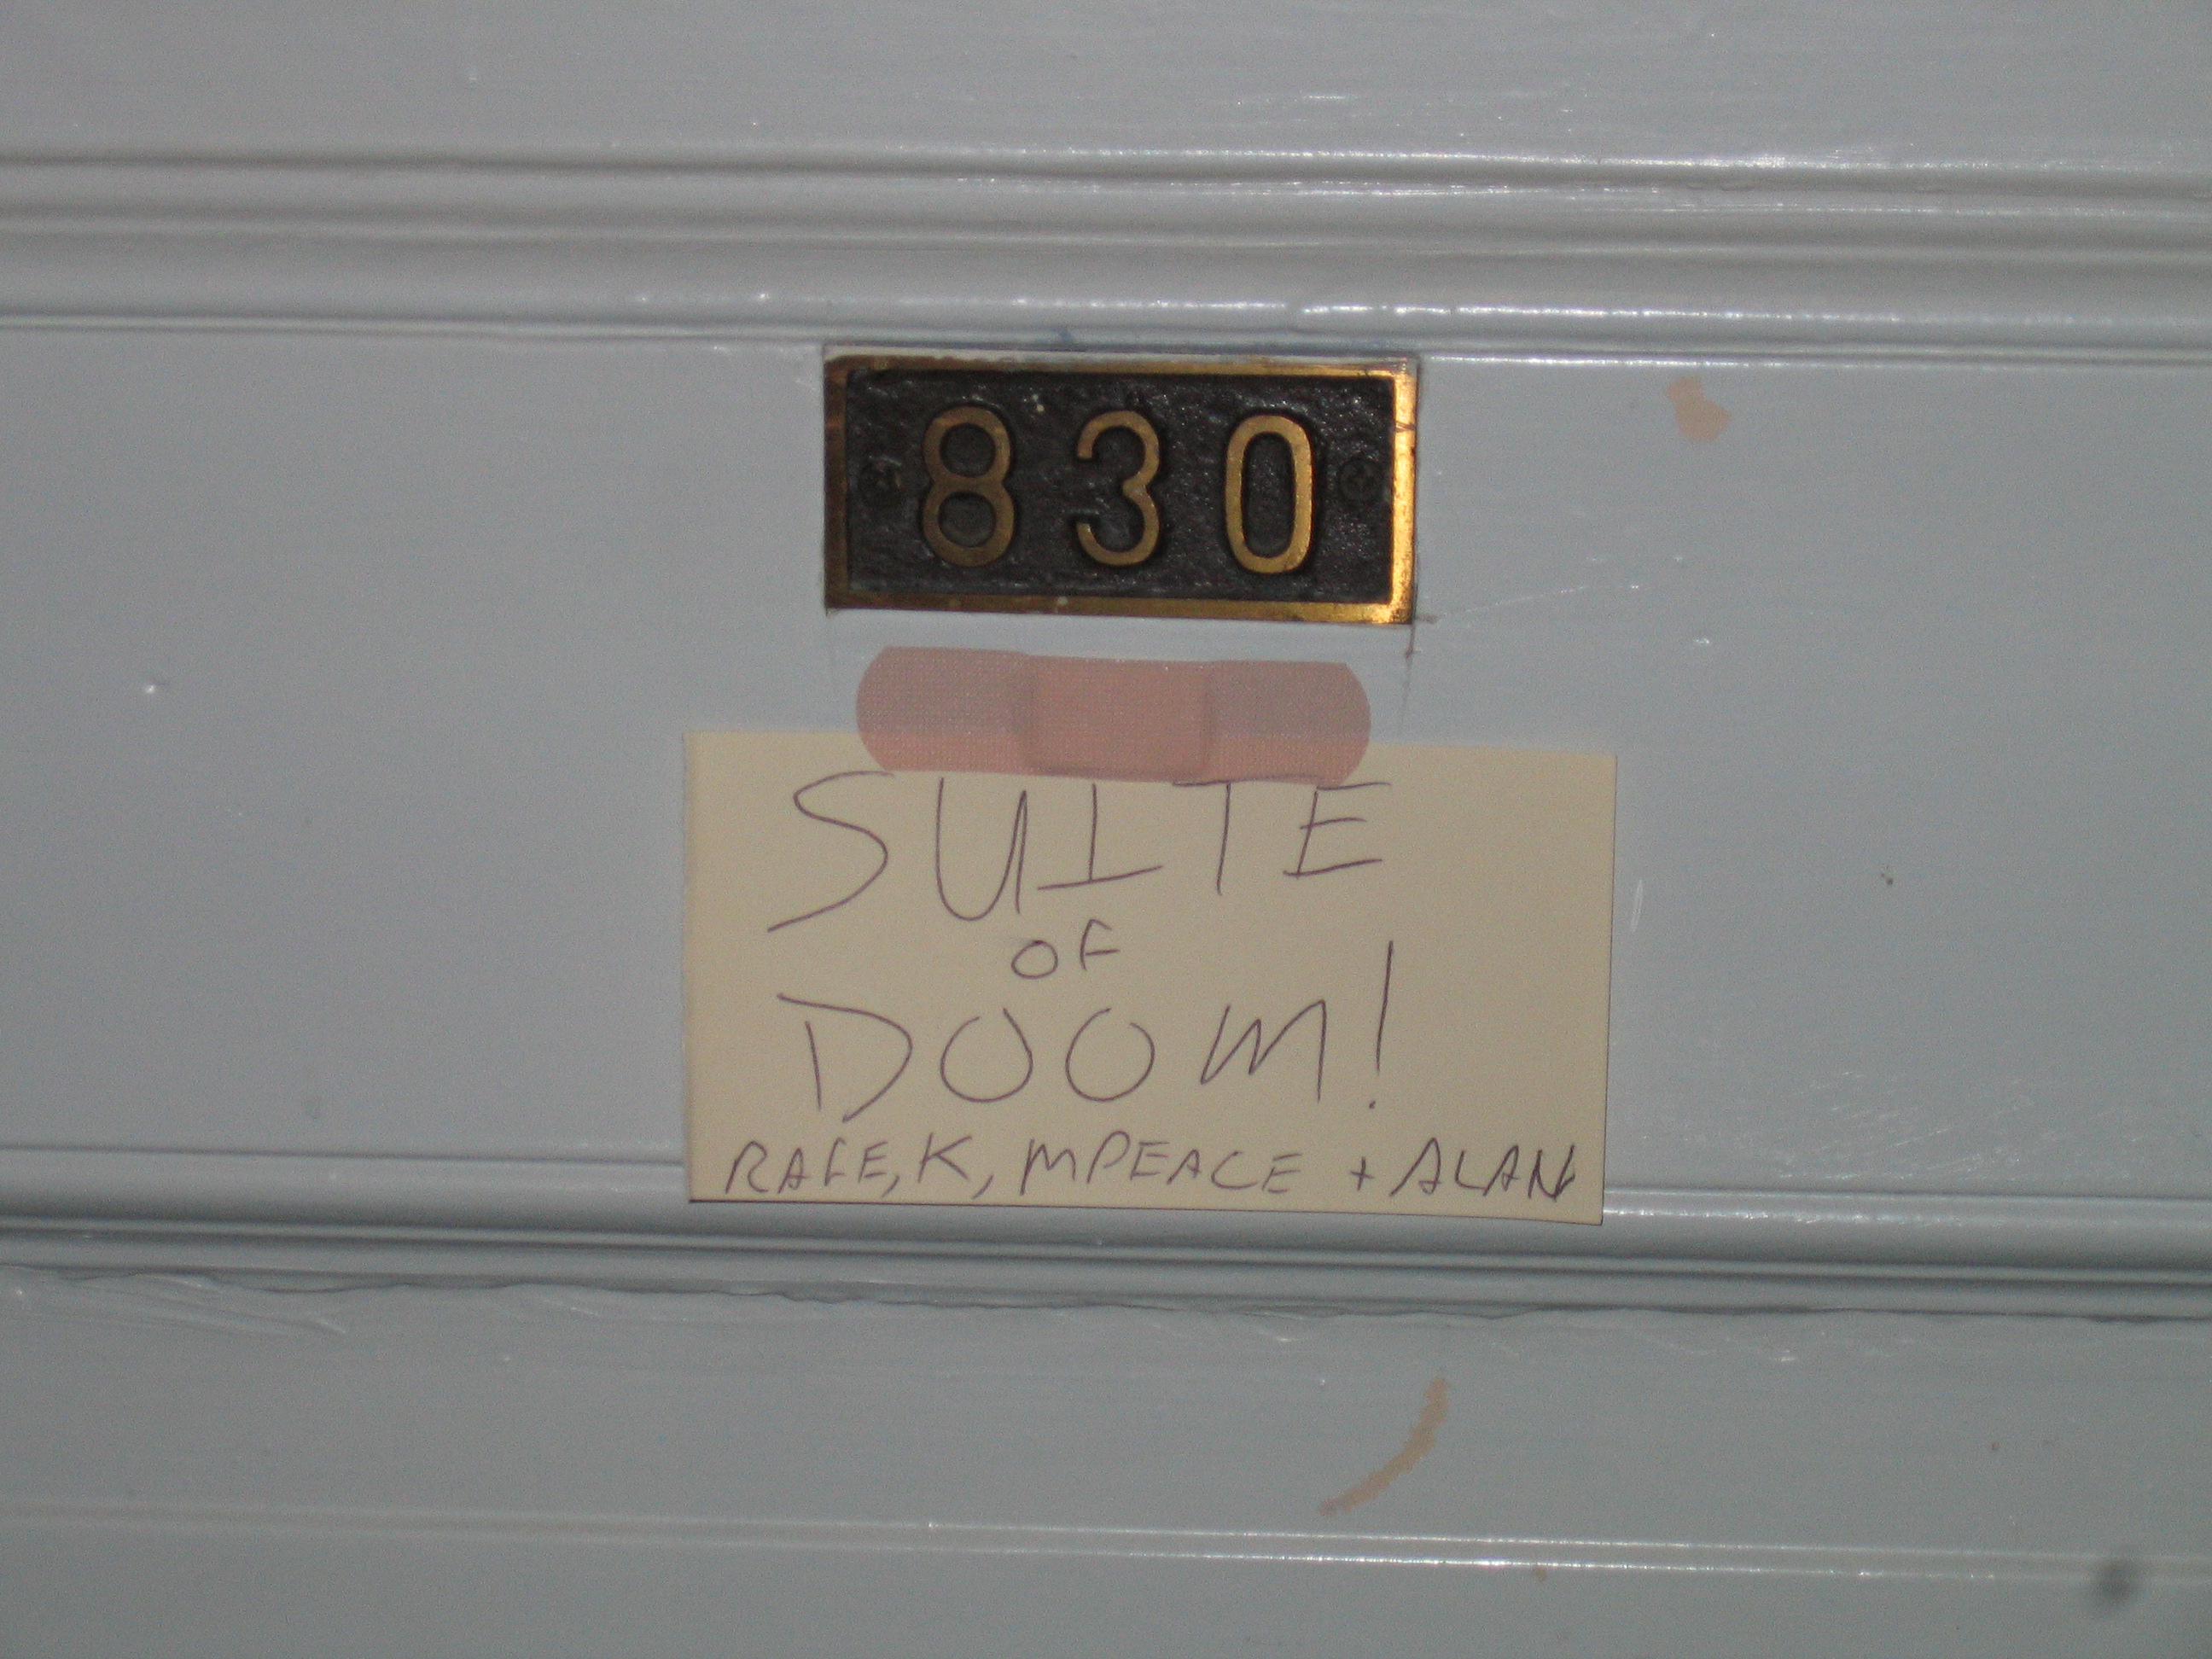 830
SUITE
OF
DOOM!
RAFE, K, MPEACE + ALAN